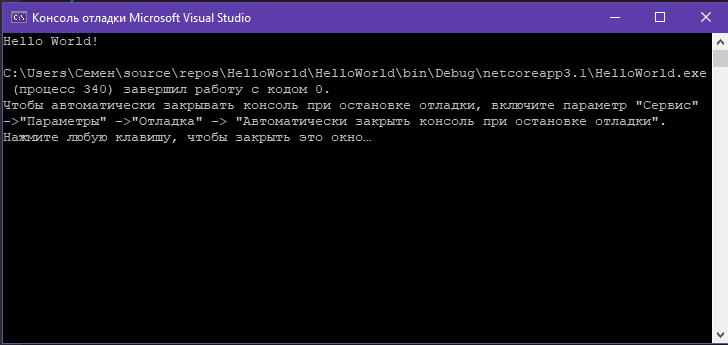 Консоль отладки Microsoft Visual Studio
Hello World!
C:\Users\Семен\source\repos\HelloWorld\HelloWorld\bin\Debug\netcoreapp3.1\HelloWorld.exe
(процесс 340) завершил работу с кодом 0.
Чтобы автоматически закрывать консоль при остановке отладки, включите параметр "Сервис"
->"Параметры" ->"Отладка" -> "Автоматически закрыть консоль при остановке отладки".
Нажмите любую клавишу, чтобы закрыть это окно…